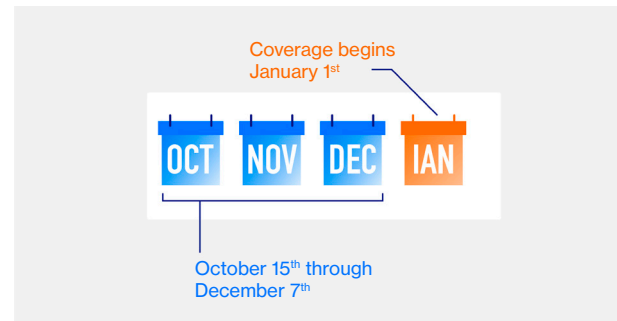 Coverage begins
January 1st
OCT NOV DEC IAN
October 15th through
December 7th